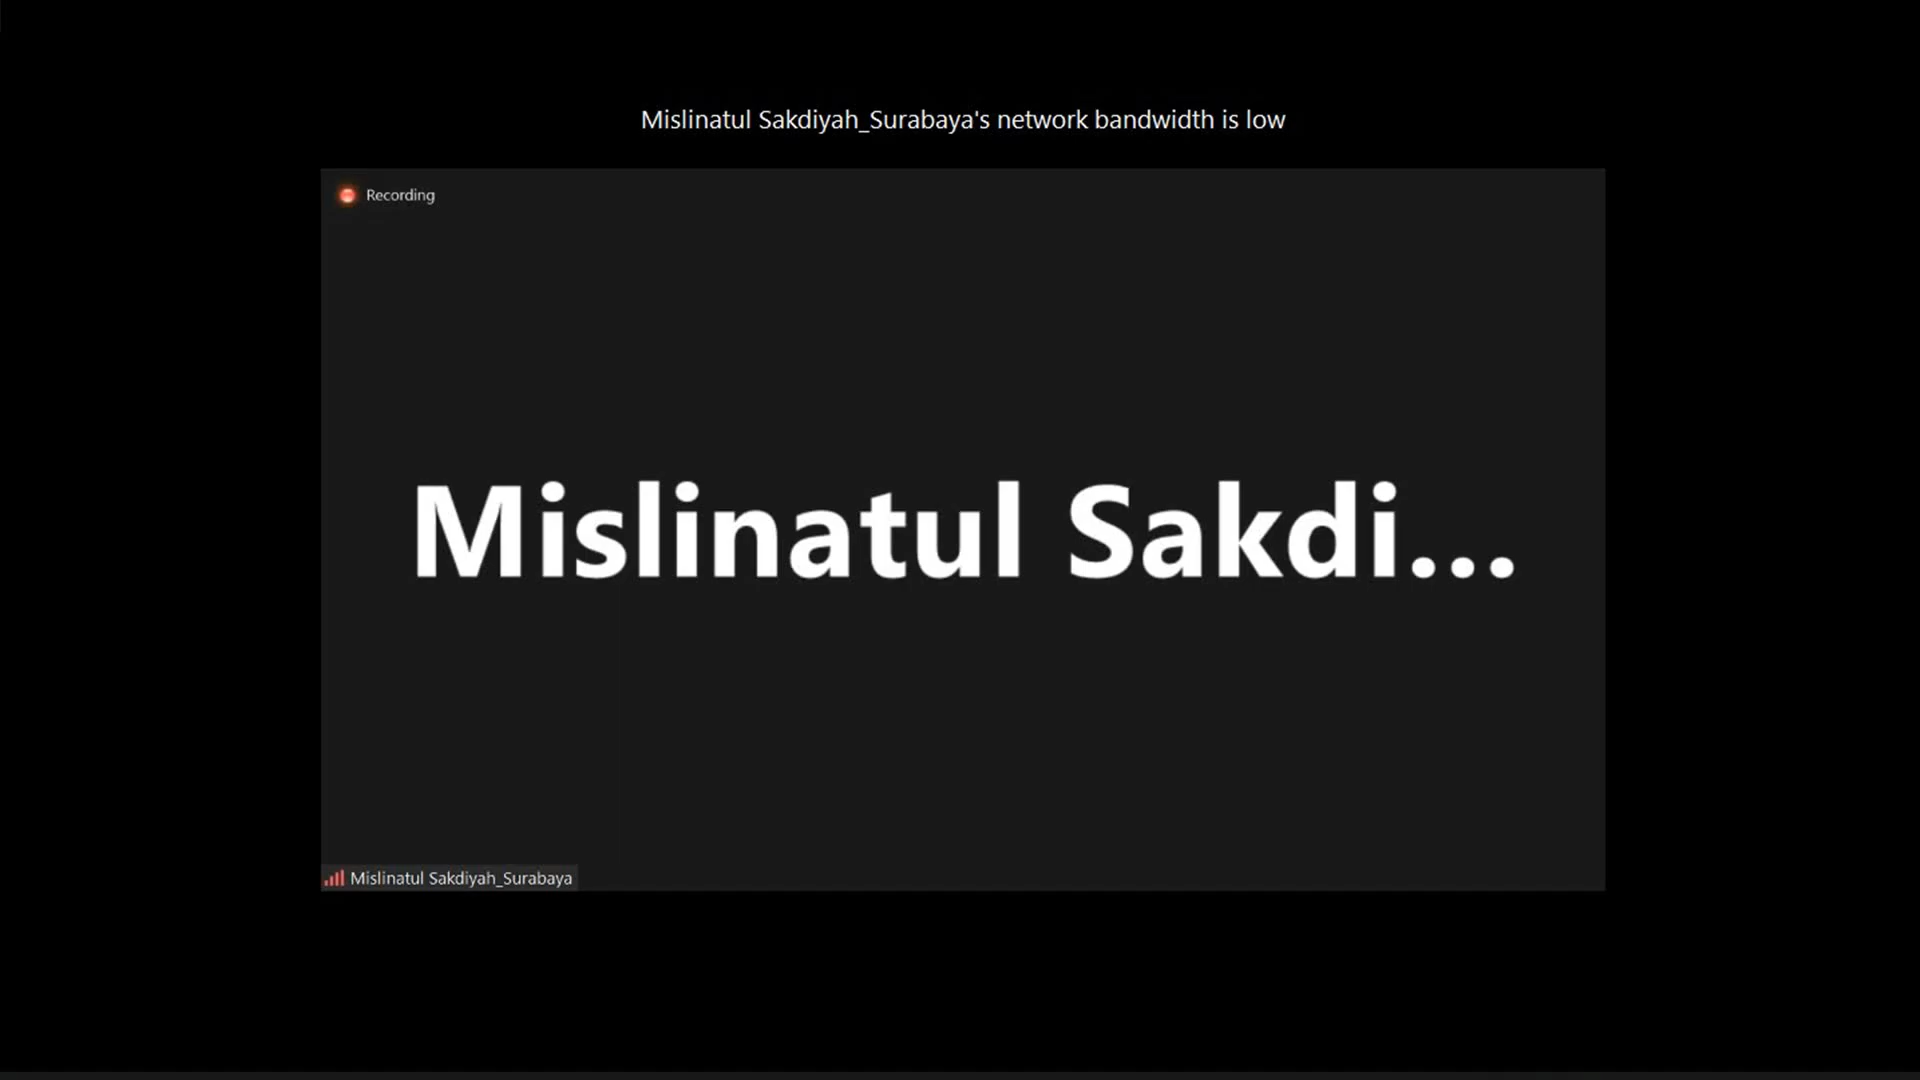 Mislinatul Sakdiyah_Surabaya's network bandwidth is low
Recording
Mislinatul Sakdi...
Mislinatul Sakdiyah_Surabaya